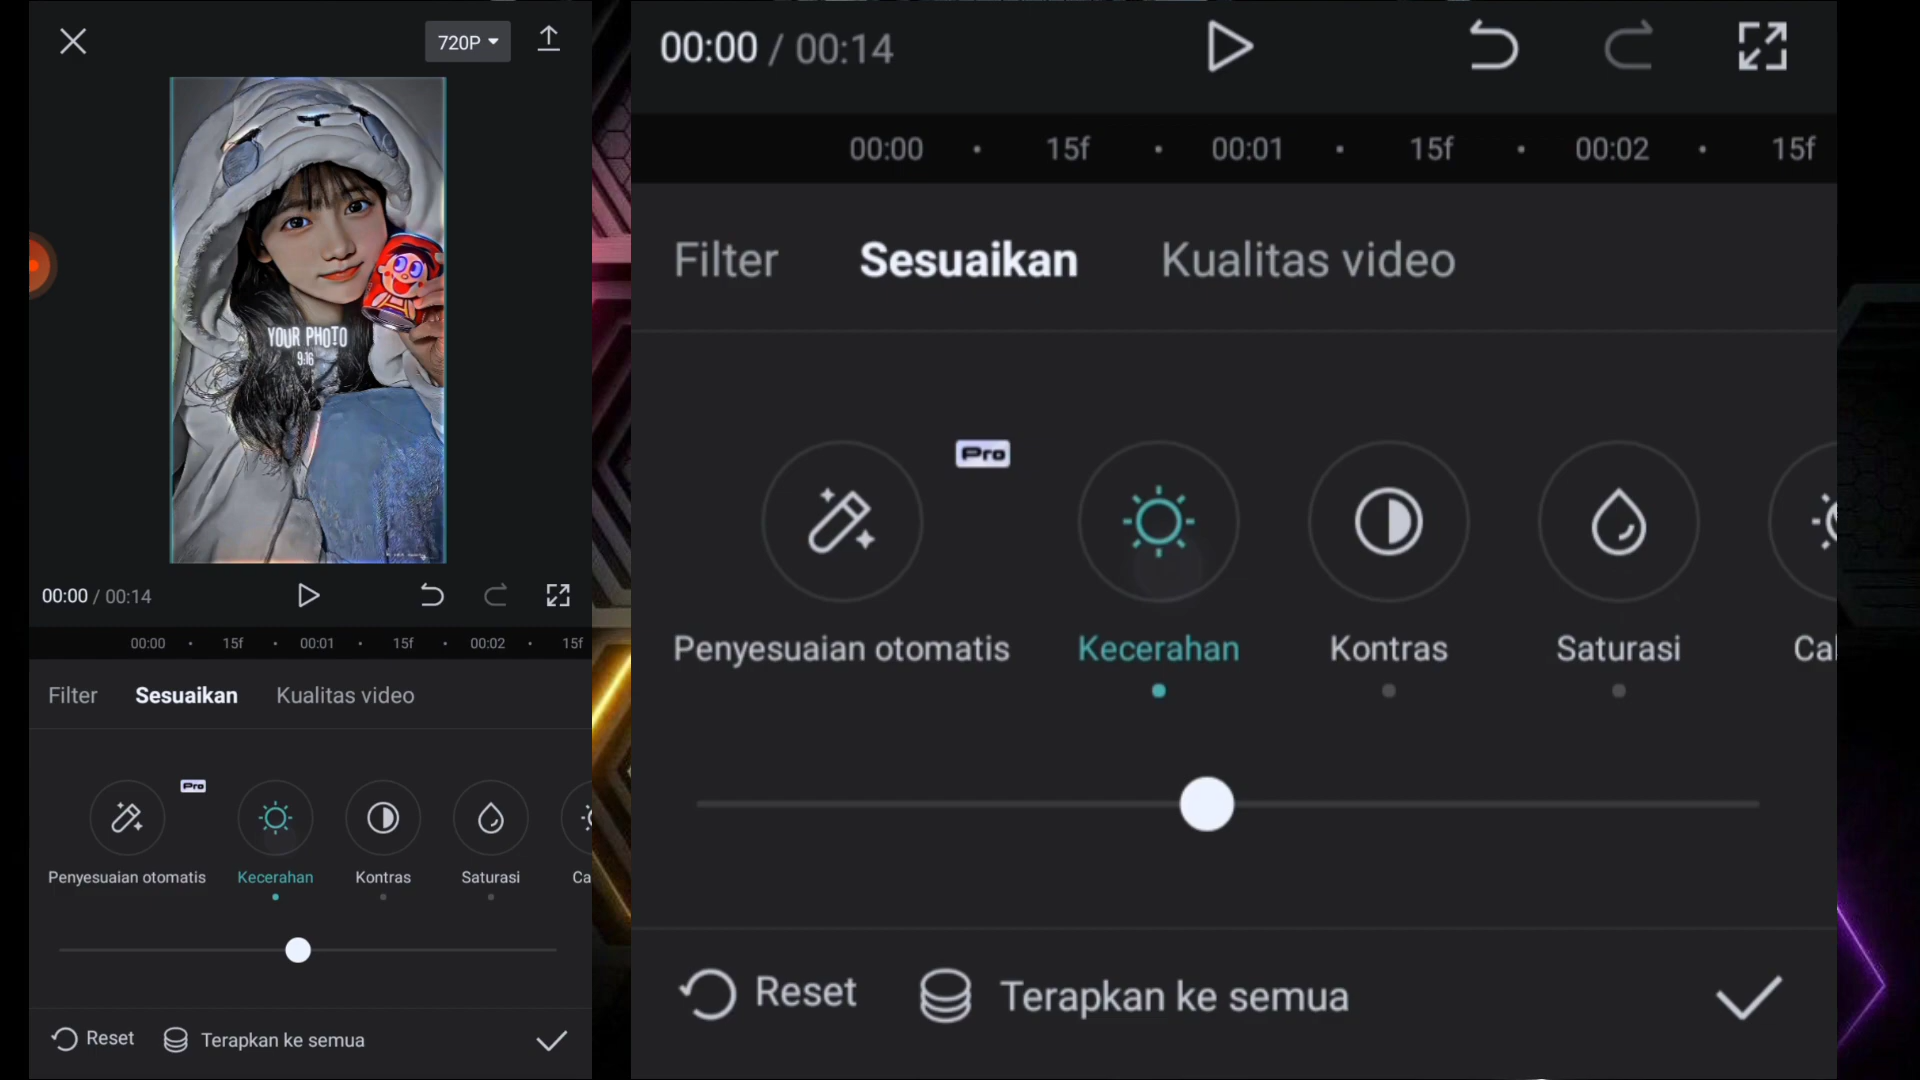 720P
YOUR PHOTO
9:16
00:00 / 00:14
00:00 · 15f · 00:01 · 15f · 00:02 · 15f
Filter Sesuaikan Kualitas video
Pro
Penyesuaian otomatis Kecerahan Kontras Saturasi Ca
Reset Terapkan ke semua
00:00 / 00:14
00:00 · 15f · 00:01 · 15f · 00:02 · 15f
Filter Sesuaikan Kualitas video
Pro
Penyesuaian otomatis Kecerahan Kontras Saturasi Cal
Reset Terapkan ke semua